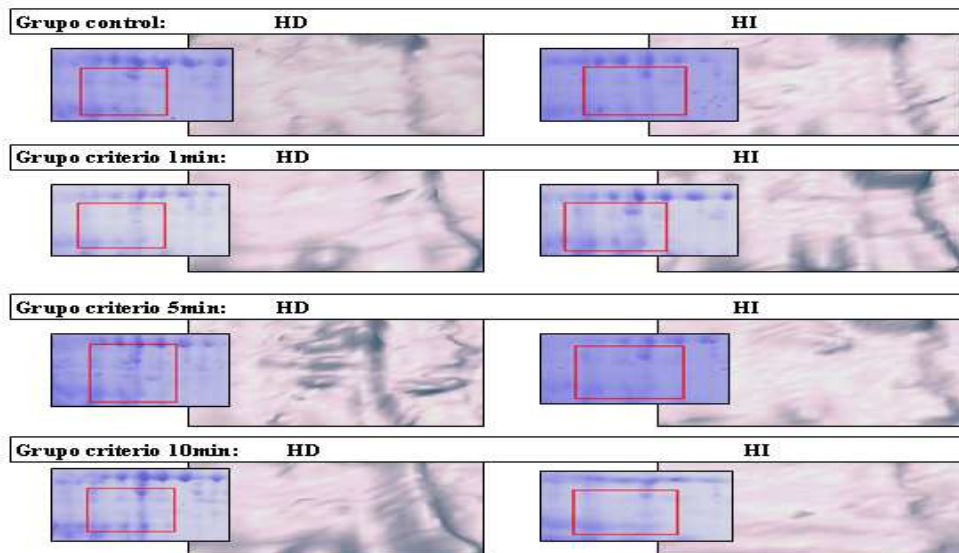 Grupo control: HD HI
Grupo criterio 1min: HD HI
Grupo criterio 5min: HD HI
Grupo criterio 10min: HD HI